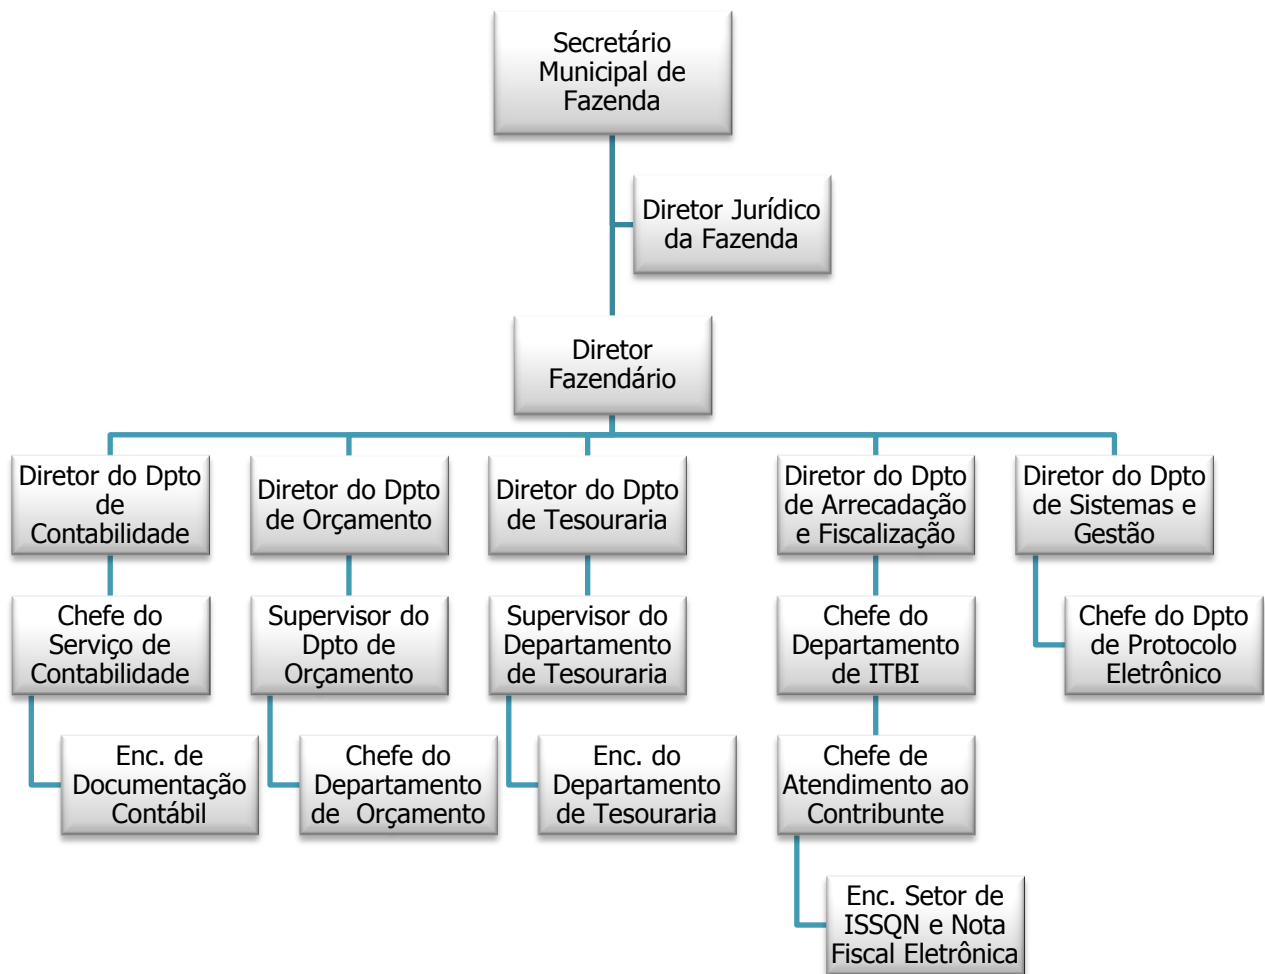 Secretário
Municipal de
Fazenda
Diretor Jurídico
da Fazenda
Diretor
Fazendário
Diretor do Dpto
de
Contabilidade
Diretor do Dpto
de Orçamento
Diretor do Dpto
de Tesouraria
Diretor do Dpto
de Arrecadação
e Fiscalização
Diretor do Dpto
de Sistemas e
Gestão
Chefe do
Serviço de
Contabilidade
Supervisor do
Dpto de
Orçamento
Supervisor do
Departamento
de Tesouraria
Chefe do
Departamento
de ITBI
Chefe do Dpto
de Protocolo
Eletrônico
Enc. de
Documentação
Contábil
Chefe do
Departamento
de  Orçamento
Enc. do
Departamento
de Tesouraria
Chefe de
Atendimento ao
Contribunte
Enc. Setor de
ISSQN e Nota
Fiscal Eletrônica